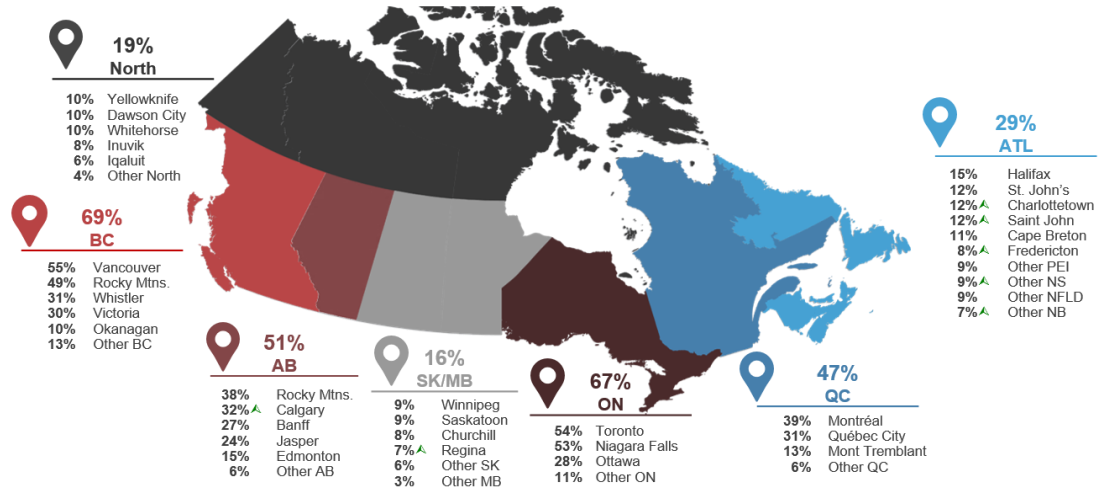 19%
North
10% Yellowknife
10% Dawson City
10% Whitehorse
8% Inuvik
6% Iqaluit
4% Other North
69%
BC
55% Vancouver
49% Rocky Mtns.
31% Whistler
30% Victoria
10% Okanagan
13% Other BC
51%
AB
38% Rocky Mtns.
32% Calgary
27% Banff
24% Jasper
15% Edmonton
6% Other AB
16%
SK/MB
9% Winnipeg
9% Saskatoon
8% Churchill
7% Regina
6% Other SK
3% Other MB
67%
ON
54% Toronto
53% Niagara Falls
28% Ottawa
11% Other ON
47%
QC
39% Montréal
31% Québec City
13% Mont Tremblant
6% Other QC
29%
ATL
15% Halifax
12% St. John's
12% Charlottetown
12% Saint John
11% Cape Breton
8% Fredericton
9% Other PEI
9% Other NS
9% Other NFLD
7% Other NB